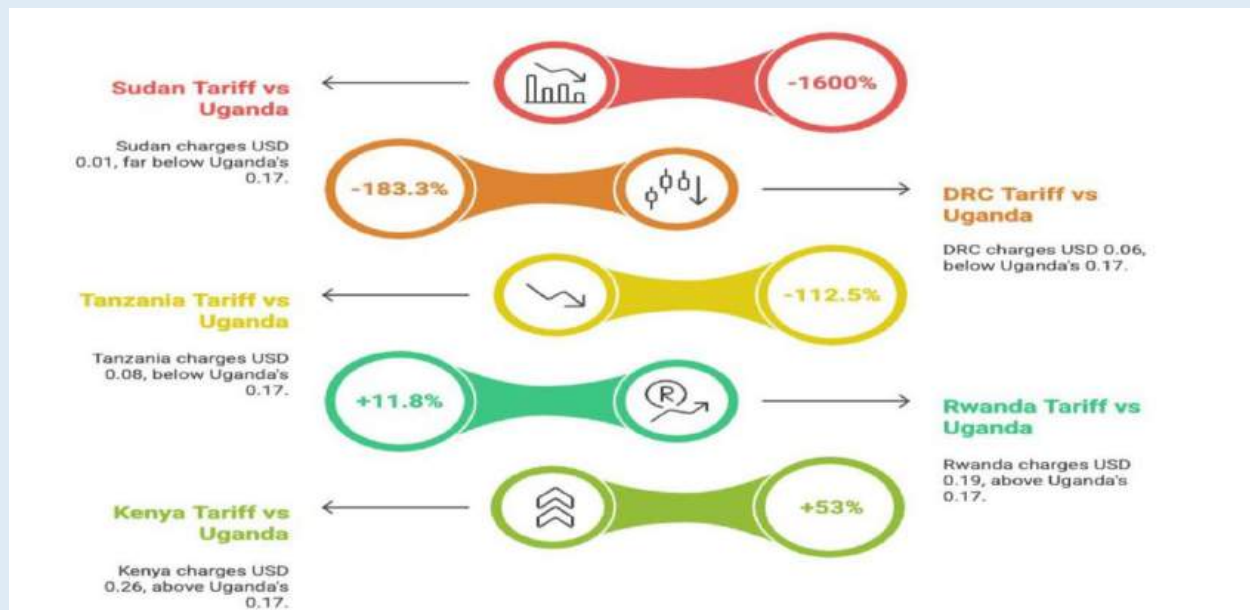 Sudan Tariff vs
Uganda
Sudan charges USD
0.01, far below Uganda's
0.17.
-1600%
-183.3%
DRC Tariff vs
Uganda
DRC charges USD 0.06,
below Uganda's 0.17.
Tanzania Tariff vs
Uganda
Tanzania charges USD
0.08, below Uganda's
0.17.
-112.5%
+11.8%
R
Rwanda Tariff vs
Uganda
Rwanda charges USD
0.19, above Uganda's
0.17.
Kenya Tariff vs
Uganda
Kenya charges USD
0.26, above Uganda's
0.17.
+53%